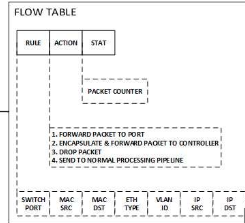 FLOW TABLE
RULE ACTION STAT
PACKET COUNTER
1. FORWARD PACKET TO PORT
2. ENCAPSULATE & FORWARD PACKET TO CONTROLLER
3. DROP PACKET
4. SEND TO NORMAL PROCESSING PIPELINE
SWITCH PORT
MAC SRC
MAC DST
ETH TYPE
VLAN ID
IP SRC
IP DST